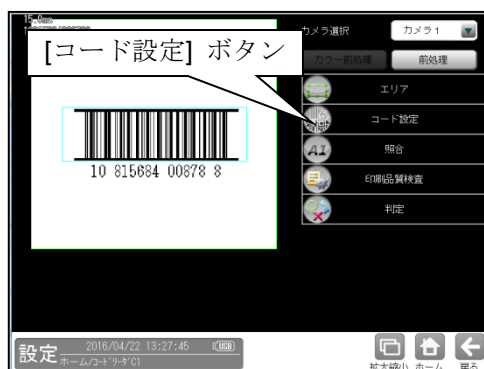 15.0ms
カメラ選択
カメラ1
[コード設定] ボタン
カラー前処理
前処理
エリア
コード設定
照合
印刷品質検査
判定
10 815684 00878 8
設定
2016/04/22 13:27:45
USB
ホーム/コードリーダC1
拡大縮小
ホーム
戻る